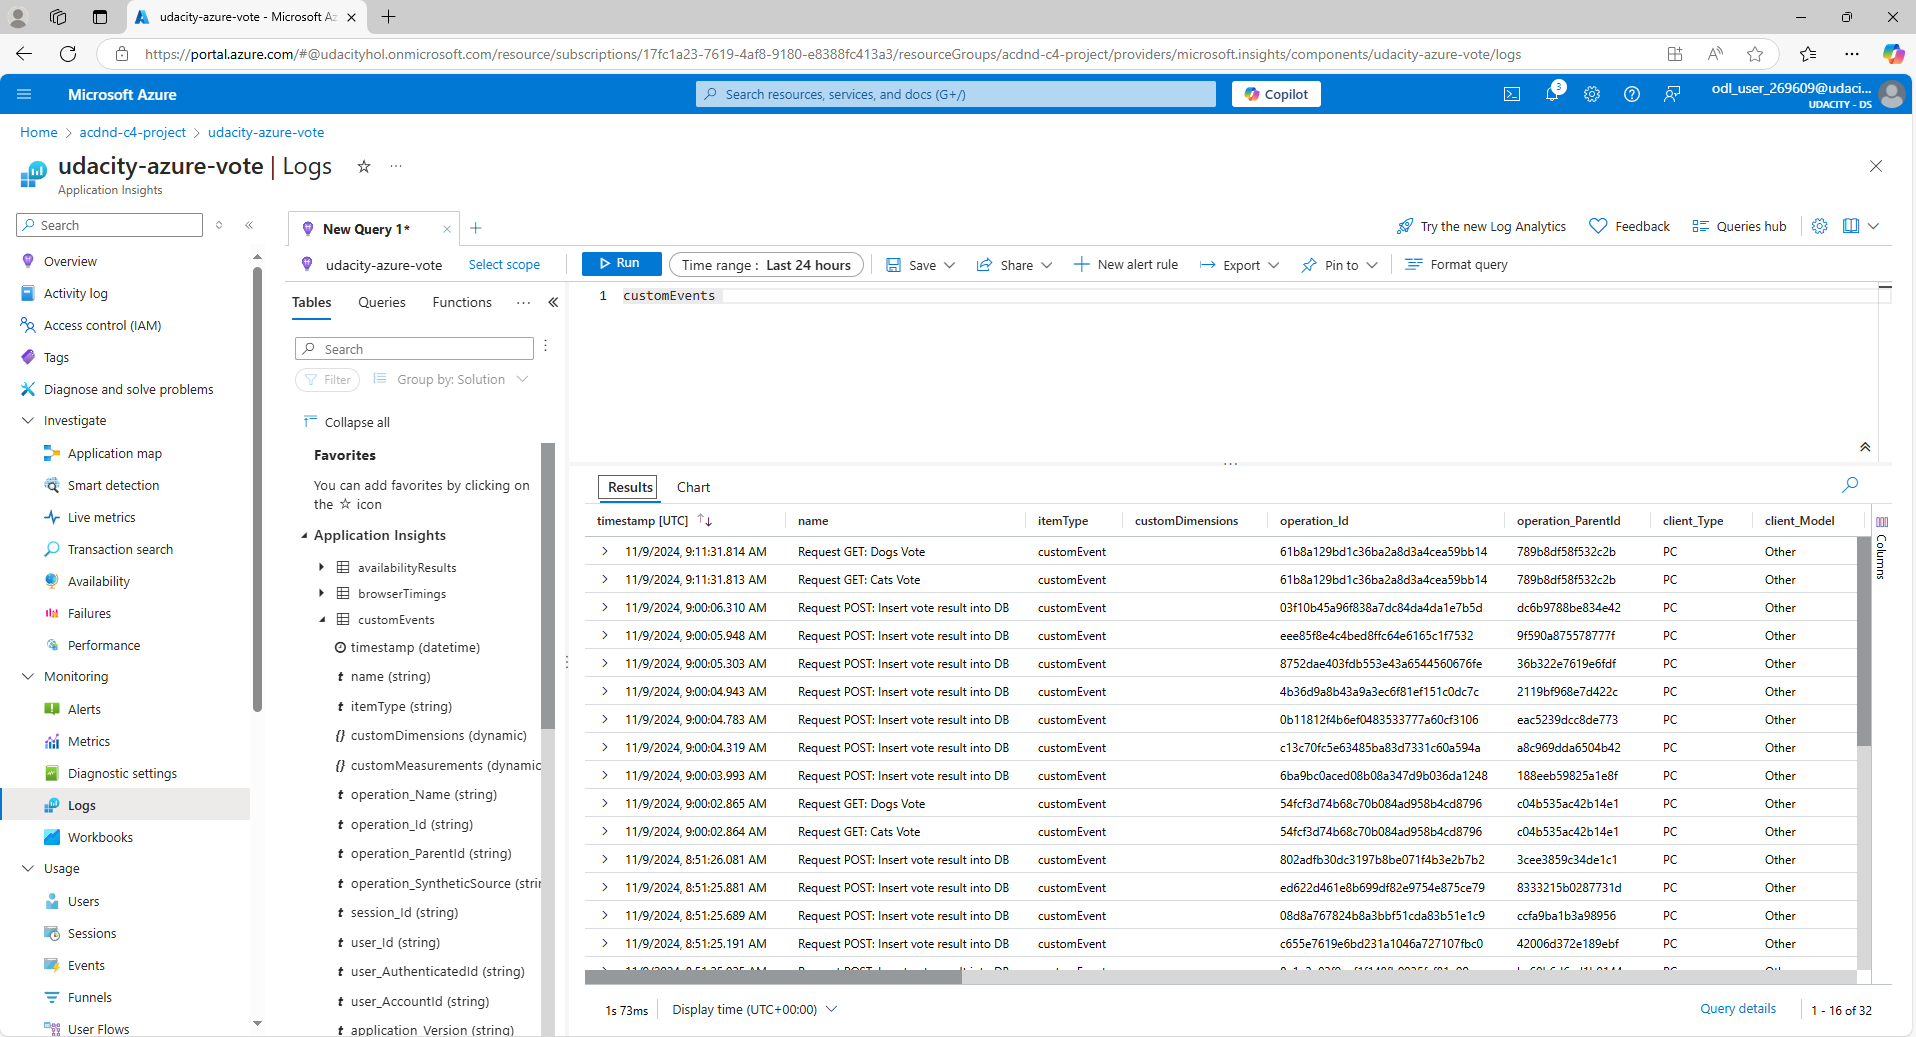 udacity-azure-vote - Microsoft Az
https://portal.azure.com/#@udacityhol.onmicrosoft.com/resource/subscriptions/17fc1a23-7619-4af8-9180-e8388fc413a3/resourceGroups/acdnd-c4-project/providers/microsoft.insights/components/udacity-azure-vote/logs
Microsoft Azure
Search resources, services, and docs (G+/)
Copilot
3
odl_user_269609@udaci...
UDACITY - DS
Home > acdnd-c4-project > udacity-azure-vote
udacity-azure-vote | Logs
Application Insights
Search
Overview
Activity log
Access control (IAM)
Tags
Diagnose and solve problems
Investigate
Application map
Smart detection
Live metrics
Transaction search
Availability
Failures
Performance
Monitoring
Alerts
Metrics
Diagnostic settings
Logs
Workbooks
Usage
Users
Sessions
Events
Funnels
User Flows
New Query 1*
Try the new Log Analytics
Feedback
Queries hub
udacity-azure-vote
Select scope
Run
Time range : Last 24 hours
Save
Share
New alert rule
Export
Pin to
Format query
Tables Queries Functions ...
Search
Filter
Group by: Solution
Collapse all
Favorites
You can add favorites by clicking on
the ☆ icon
Application Insights
availabilityResults
browserTimings
customEvents
timestamp (datetime)
t name (string)
t itemType (string)
{} customDimensions (dynamic)
{} customMeasurements (dynamic
t operation_Name (string)
t operation_Id (string)
t operation_ParentId (string)
t operation_SyntheticSource (strin
t session_Id (string)
t user_Id (string)
t user_AuthenticatedId (string)
t user_AccountId (string)
t application_Version (string)
1 customEvents
Results Chart
timestamp [UTC] name itemType customDimensions operation_Id operation_ParentId client_Type client_Model
11/9/2024, 9:11:31.814 AM Request GET: Dogs Vote customEvent 61b8a129bd1c36ba2a8d3a4cea59bb14 789b8df58f532c2b PC Other
11/9/2024, 9:11:31.813 AM Request GET: Cats Vote customEvent 61b8a129bd1c36ba2a8d3a4cea59bb14 789b8df58f532c2b PC Other
11/9/2024, 9:00:06.310 AM Request POST: Insert vote result into DB customEvent 03f10b45a96f838a7dc84da4da1e7b5d dc6b9788be834e42 PC Other
11/9/2024, 9:00:05.948 AM Request POST: Insert vote result into DB customEvent eee85f8e4c4bed8ffc64e6165c1f7532 9f590a875578777f PC Other
11/9/2024, 9:00:05.303 AM Request POST: Insert vote result into DB customEvent 8752dae403fdb553e43a6544560676fe 36b322e7619e6fdf PC Other
11/9/2024, 9:00:04.943 AM Request POST: Insert vote result into DB customEvent 4b36d9a8b43a9a3ec6f81ef151c0dc7c 2119bf968e7d422c PC Other
11/9/2024, 9:00:04.783 AM Request POST: Insert vote result into DB customEvent 0b11812f4b6ef0483533777a60cf3106 eac5239dcc8de773 PC Other
11/9/2024, 9:00:04.319 AM Request POST: Insert vote result into DB customEvent c13c70fc5e63485ba83d7331c60a594a a8c969dda6504b42 PC Other
11/9/2024, 9:00:03.993 AM Request POST: Insert vote result into DB customEvent 6ba9bc0aced08b08a347d9b036da1248 188eeb59825a1e8f PC Other
11/9/2024, 9:00:02.865 AM Request GET: Dogs Vote customEvent 54fcf3d74b68c70b084ad958b4cd8796 c04b535ac42b14e1 PC Other
11/9/2024, 9:00:02.864 AM Request GET: Cats Vote customEvent 54fcf3d74b68c70b084ad958b4cd8796 c04b535ac42b14e1 PC Other
11/9/2024, 8:51:26.081 AM Request POST: Insert vote result into DB customEvent 802adfb30dc3197b8be071f4b3e2b7b2 3cee3859c34de1c1 PC Other
11/9/2024, 8:51:25.881 AM Request POST: Insert vote result into DB customEvent ed622d461e8b699df82e9754e875ce79 8333215b0287731d PC Other
11/9/2024, 8:51:25.689 AM Request POST: Insert vote result into DB customEvent 08d8a767824b8a3bbf51cda83b51e1c9 ccfa9ba1b3a98956 PC Other
11/9/2024, 8:51:25.191 AM Request POST: Insert vote result into DB customEvent c655e7619e6bd231a1046a727107fbc0 42006d372e189ebf PC Other
Columns
1s 73ms
Display time (UTC+00:00)
Query details
1 - 16 of 32